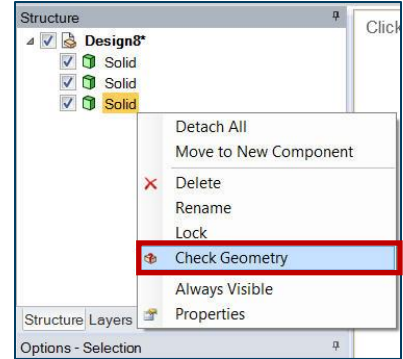 Structure
Click
Design8*
Solid
Solid
Solid
Detach All
Move to New Component
Delete
Rename
Lock
Check Geometry
Always Visible
Properties
Structure Layers
Options - Selection